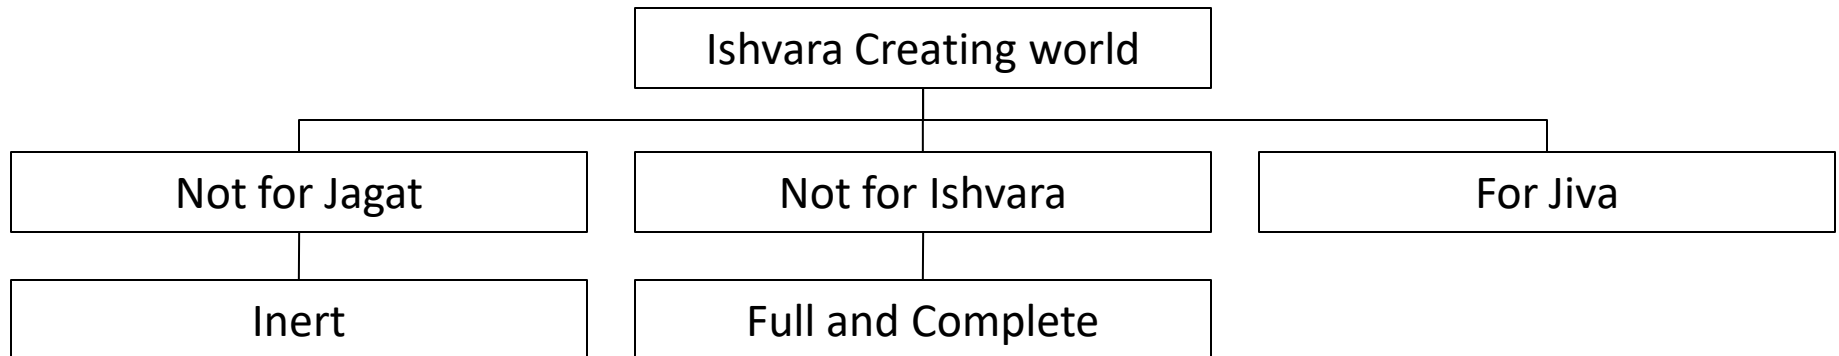 Ishvara Creating world
Not for Jagat
Not for Ishvara
For Jiva
Inert
Full and Complete